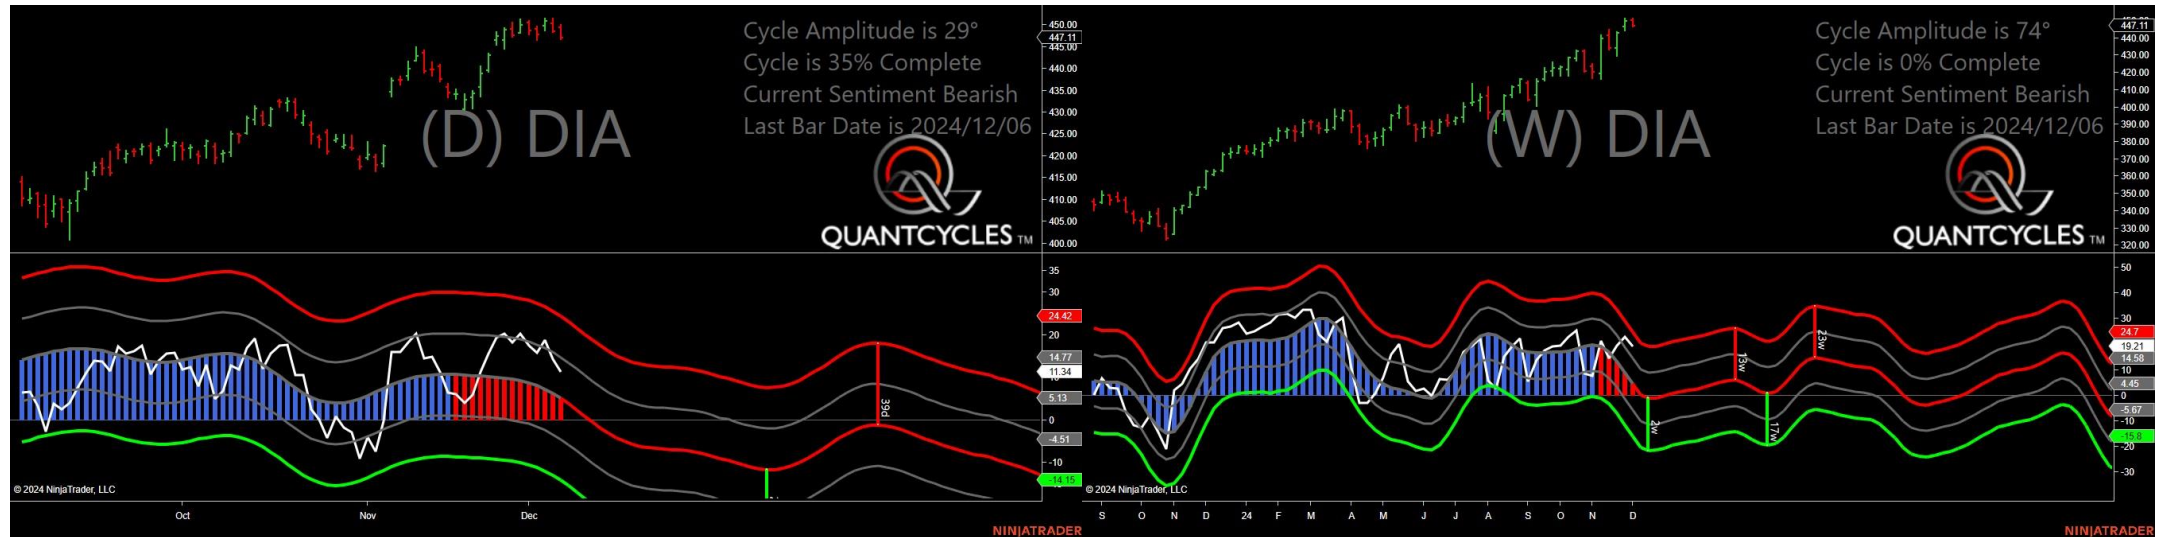 Cycle Amplitude is 29°
Cycle is 35% Complete
Current Sentiment Bearish
Last Bar Date is 2024/12/06
(D) DIA
QUANTCYCLES TM
450.00
447.11
445.00
440.00
435.00
430.00
425.00
420.00
415.00
410.00
405.00
400.00
35
30
24.42
20
14.77
11.34
10
5.13
0
-4.51
-10
-14.15
39d
© 2024 NinjaTrader, LLC
Oct
Nov
Dec
NINJATRADER
Cycle Amplitude is 74°
Cycle is 0% Complete
Current Sentiment Bearish
Last Bar Date is 2024/12/06
(W) DIA
QUANTCYCLES TM
447.11
440.00
430.00
420.00
410.00
400.00
390.00
380.00
370.00
360.00
350.00
340.00
330.00
320.00
50
40
30
24.7
19.21
14.58
10
4.45
0
-5.67
-10
-15.8
-20
-30
2w
13w
17w
23w
© 2024 NinjaTrader, LLC
S O N D 24 F M A M J J A S O N D
NINJATRADER